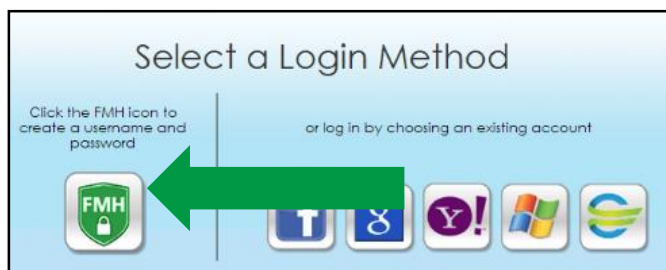 Select a Login Method
Click the FMH icon to
create a username and
password
or log in by choosing an existing account
FMH
f
g
Y!